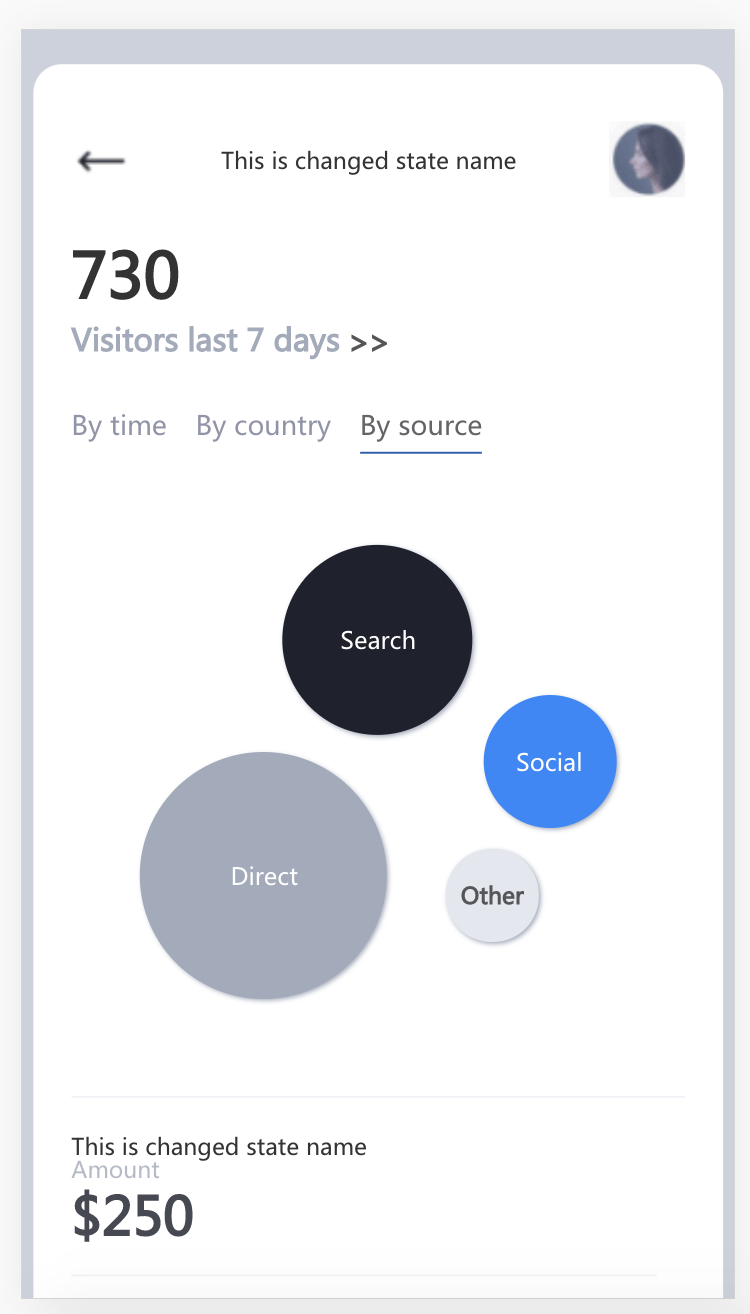 This is changed state name
730
Visitors last 7 days >>
By time By country By source
Search
Social
Direct
Other
This is changed state name
Amount
$250